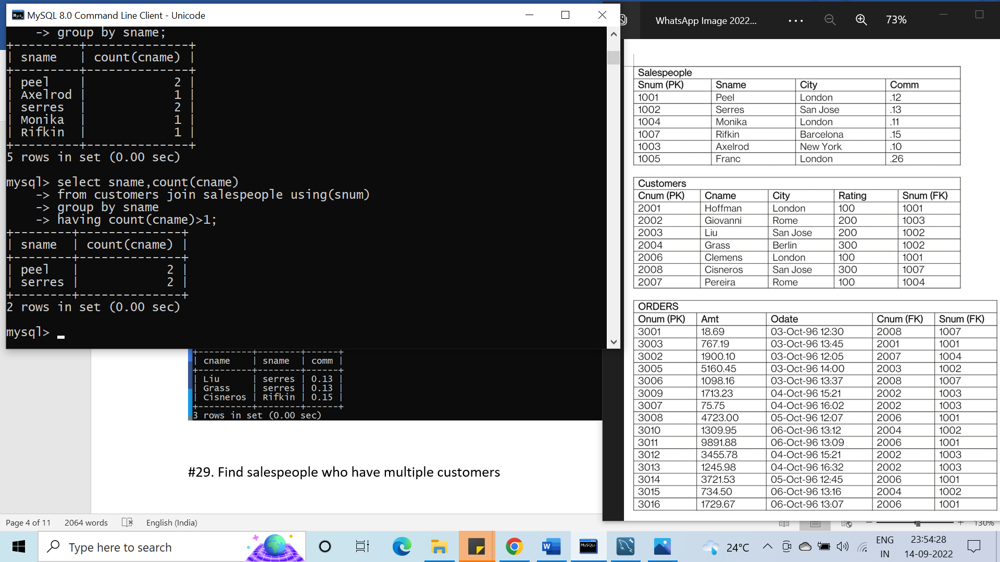 MySQL 8.0 Command Line Client - Unicode
-> group by sname;
+---------+--------------+
| sname | count(cname) |
+---------+--------------+
| peel | 2 |
| Axelrod | 1 |
| serres | 2 |
| Monika | 1 |
| Rifkin | 1 |
+---------+--------------+
5 rows in set (0.00 sec)
mysql> select sname,count(cname)
-> from customers join salespeople using(snum)
-> group by sname
-> having count(cname)>1;
+--------+--------------+
| sname | count(cname) |
+--------+--------------+
| peel | 2 |
| serres | 2 |
+--------+--------------+
2 rows in set (0.00 sec)
mysql>
+----------+--------+------+
| cname | sname | comm |
+----------+--------+------+
| Liu | serres | 0.13 |
| Grass | serres | 0.13 |
| Cisneros | Rifkin | 0.15 |
+----------+--------+------+
3 rows in set (0.00 sec)
#29. Find salespeople who have multiple customers
WhatsApp Image 2022... 73%
Salespeople
Snum (PK) Sname City Comm
1001 Peel London .12
1002 Serres San Jose .13
1004 Monika London .11
1007 Rifkin Barcelona .15
1003 Axelrod New York .10
1005 Franc London .26
Customers
Cnum (PK) Cname City Rating Snum (FK)
2001 Hoffman London 100 1001
2002 Giovanni Rome 200 1003
2003 Liu San Jose 200 1002
2004 Grass Berlin 300 1002
2006 Clemens London 100 1001
2008 Cisneros San Jose 300 1007
2007 Pereira Rome 100 1004
ORDERS
Onum (PK) Amt Odate Cnum (FK) Snum (FK)
3001 18.69 03-Oct-96 12:30 2008 1007
3003 767.19 03-Oct-96 13:45 2001 1001
3002 1900.10 03-Oct-96 12:05 2007 1004
3005 5160.45 03-Oct-96 14:00 2003 1002
3006 1098.16 03-Oct-96 13:37 2008 1007
3009 1713.23 04-Oct-96 15:21 2002 1003
3007 75.75 04-Oct-96 16:02 2002 1003
3008 4723.00 05-Oct-96 12:07 2006 1001
3010 1309.95 06-Oct-96 13:12 2004 1002
3011 9891.88 06-Oct-96 13:09 2006 1001
3012 3455.78 04-Oct-96 15:21 2002 1003
3013 1245.98 04-Oct-96 16:32 2002 1003
3014 3721.53 05-Oct-96 12:45 2006 1001
3015 734.50 06-Oct-96 13:16 2004 1002
3016 1729.67 06-Oct-96 13:07 2006 1001
Page 4 of 11 2064 words English (India) 130%
Type here to search
MySQL
24°C
ENG
IN
23:54:28
14-09-2022